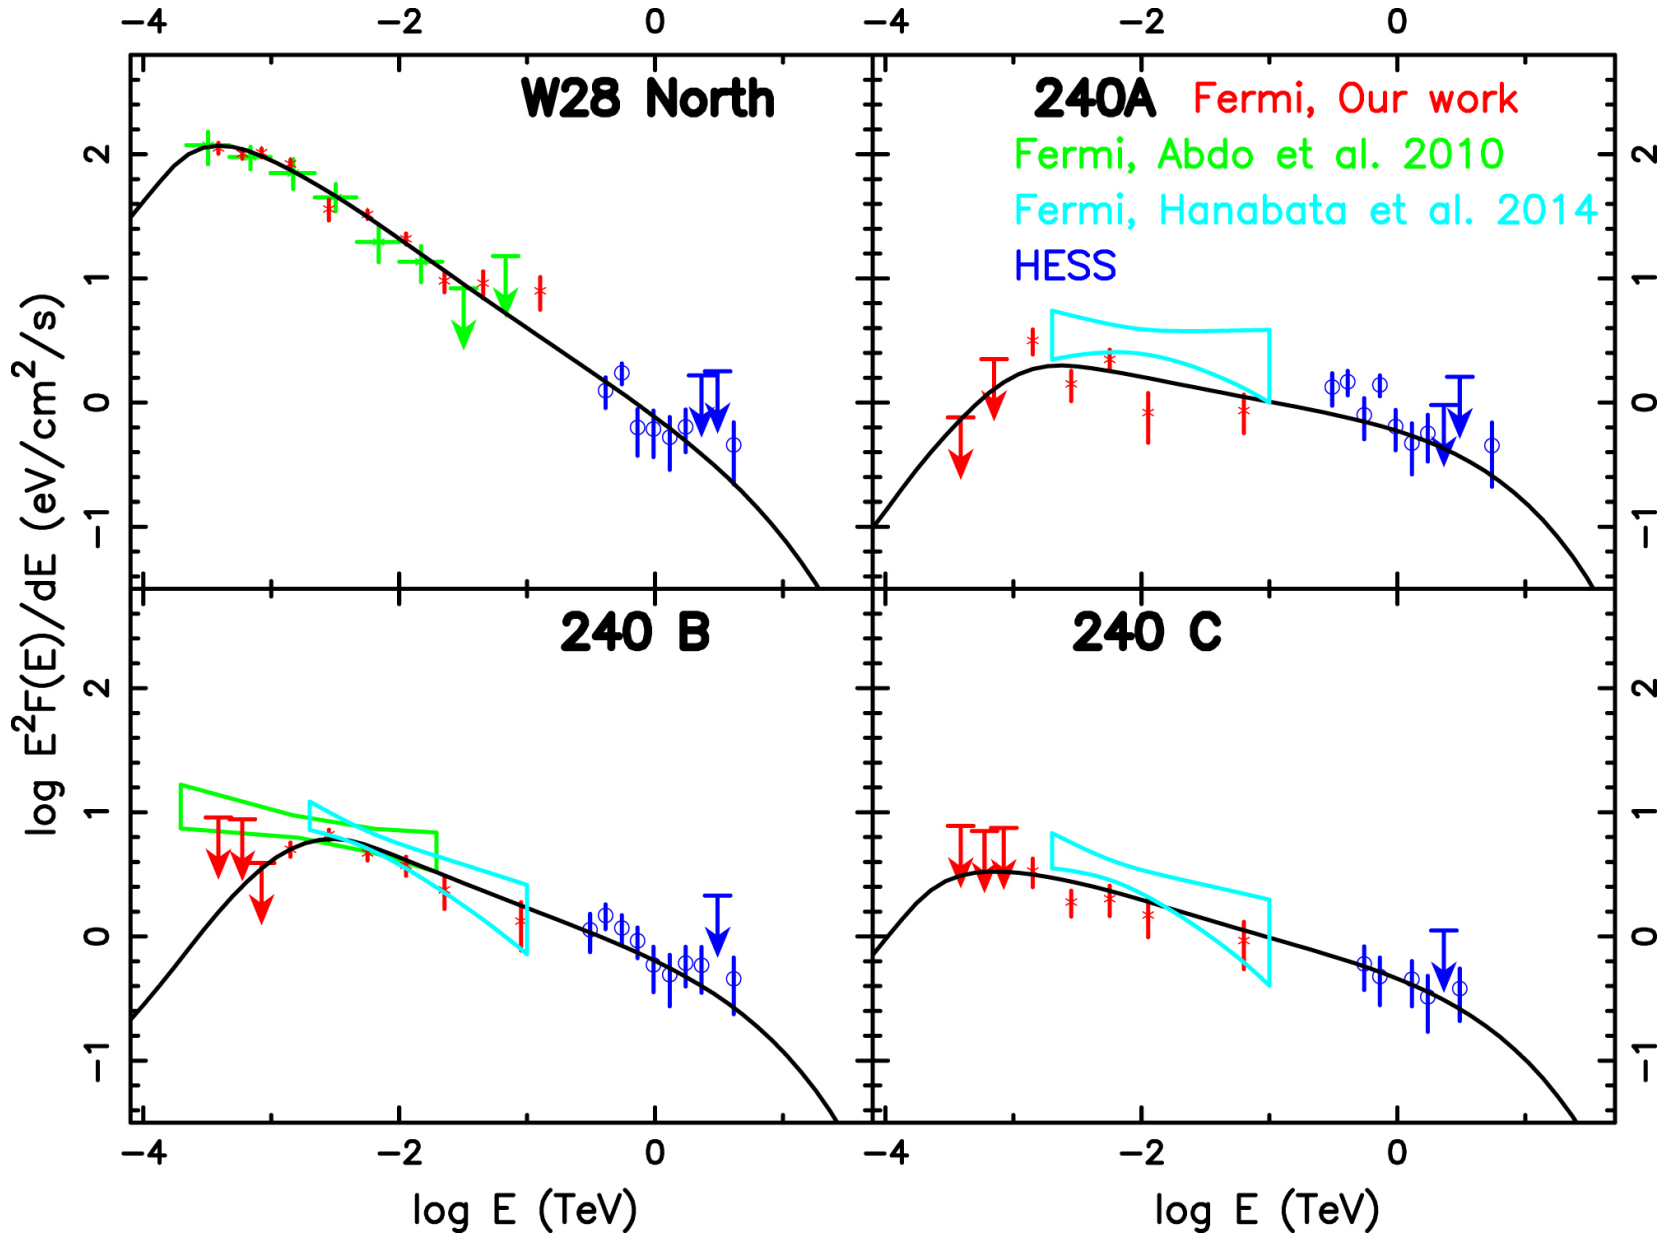 −4 −2 0 −4 −2 0
W28 North
240A Fermi, Our work
Fermi, Abdo et al. 2010
Fermi, Hanabata et al. 2014
HESS
2 1 0 −1
2 1 0 −1
log E²F(E)/dE (eV/cm²/s)
240 B
240 C
2 1 0 −1
2 1 0 −1
−4 −2 0 −4 −2 0
log E (TeV) log E (TeV)